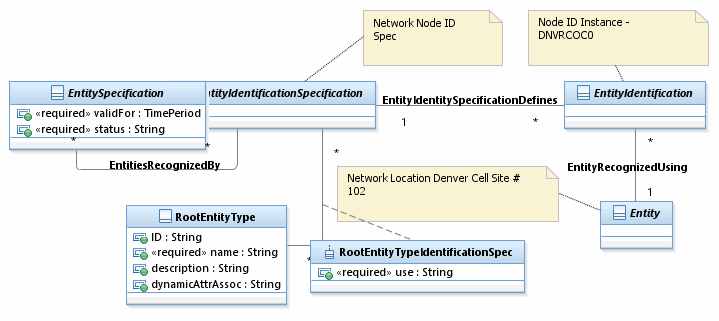 Network Node ID
Spec
Node ID Instance -
DNVRCOC0
EntitySpecification
«required» validFor : TimePeriod
«required» status : String
tityIdentificationSpecification
EntityIdentitySpecificationDefines
1
*
EntityIdentification
*
*
EntitiesRecognizedBy
*
*
EntityRecognizedUsing
1
Network Location Denver Cell Site #
102
Entity
RootEntityType
ID : String
«required» name : String
description : String
dynamicAttrAssoc : String
*
RootEntityTypeIdentificationSpec
«required» use : String